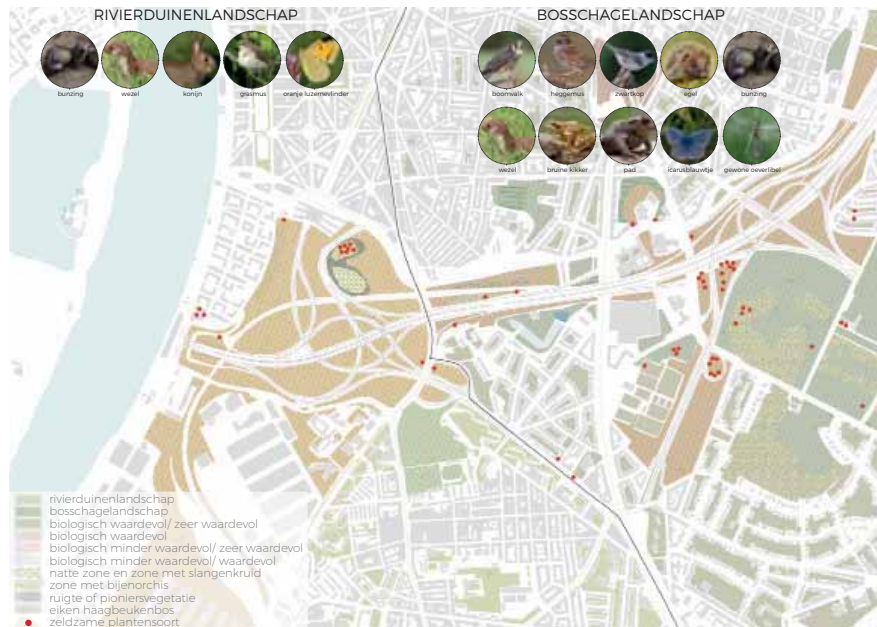 RIVIERDUINENLANDSCHAP
bunzing wezel konijn grasmus oranje luzernevlinder
BOSSCHAGELANDSCHAP
boomvalk heggemus zwartkop egel bunzing
wezel bruine kikker pad icarusblauwtje gewone oeverlibel
rivierduinenlandschap
bosschagelandschap
biologisch waardevol/ zeer waardevol
biologisch waardevol
biologisch minder waardevol/ zeer waardevol
biologisch minder waardevol/ waardevol
natte zone en zone met slangenkruid
zone met bijenorchis
ruigte of pioniersvegetatie
eiken haagbeukenbos
zeldzame plantensoort